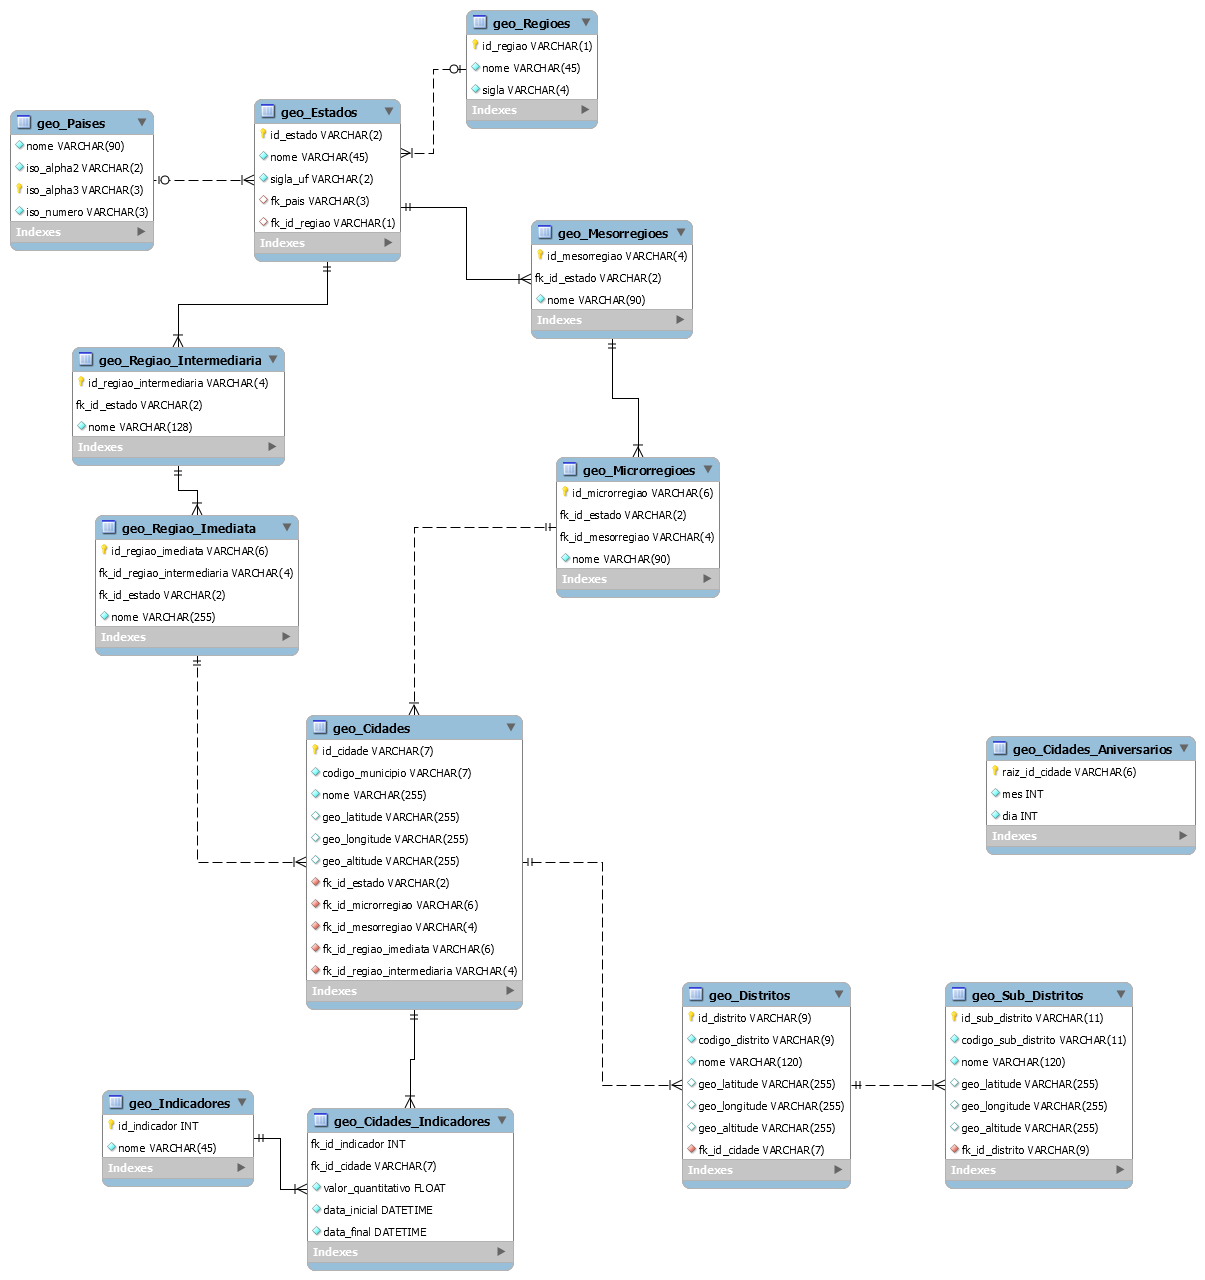 geo_Regioes
id_regiao VARCHAR(1)
nome VARCHAR(45)
sigla VARCHAR(4)
Indexes
geo_Paises
nome VARCHAR(90)
iso_alpha2 VARCHAR(2)
iso_alpha3 VARCHAR(3)
iso_numero VARCHAR(3)
Indexes
geo_Estados
id_estado VARCHAR(2)
nome VARCHAR(45)
sigla_uf VARCHAR(2)
fk_pais VARCHAR(3)
fk_id_regiao VARCHAR(1)
Indexes
geo_Mesorregioes
id_mesorregiao VARCHAR(4)
fk_id_estado VARCHAR(2)
nome VARCHAR(90)
Indexes
geo_Regiao_Intermediaria
id_regiao_intermediaria VARCHAR(4)
fk_id_estado VARCHAR(2)
nome VARCHAR(128)
Indexes
geo_Microrregioes
id_microrregiao VARCHAR(6)
fk_id_estado VARCHAR(2)
fk_id_mesorregiao VARCHAR(4)
nome VARCHAR(90)
Indexes
geo_Regiao_Imediata
id_regiao_imediata VARCHAR(6)
fk_id_regiao_intermediaria VARCHAR(4)
fk_id_estado VARCHAR(2)
nome VARCHAR(255)
Indexes
geo_Cidades
id_cidade VARCHAR(7)
codigo_municipio VARCHAR(7)
nome VARCHAR(255)
geo_latitude VARCHAR(255)
geo_longitude VARCHAR(255)
geo_altitude VARCHAR(255)
fk_id_estado VARCHAR(2)
fk_id_microrregiao VARCHAR(6)
fk_id_mesorregiao VARCHAR(4)
fk_id_regiao_imediata VARCHAR(6)
fk_id_regiao_intermediaria VARCHAR(4)
Indexes
geo_Cidades_Aniversarios
raiz_id_cidade VARCHAR(6)
mes INT
dia INT
Indexes
geo_Distritos
id_distrito VARCHAR(9)
codigo_distrito VARCHAR(9)
nome VARCHAR(120)
geo_latitude VARCHAR(255)
geo_longitude VARCHAR(255)
geo_altitude VARCHAR(255)
fk_id_cidade VARCHAR(7)
Indexes
geo_Sub_Distritos
id_sub_distrito VARCHAR(11)
codigo_sub_distrito VARCHAR(11)
nome VARCHAR(120)
geo_latitude VARCHAR(255)
geo_longitude VARCHAR(255)
geo_altitude VARCHAR(255)
fk_id_distrito VARCHAR(9)
Indexes
geo_Indicadores
id_indicador INT
nome VARCHAR(45)
Indexes
geo_Cidades_Indicadores
fk_id_indicador INT
fk_id_cidade VARCHAR(7)
valor_quantitativo FLOAT
data_inicial DATETIME
data_final DATETIME
Indexes